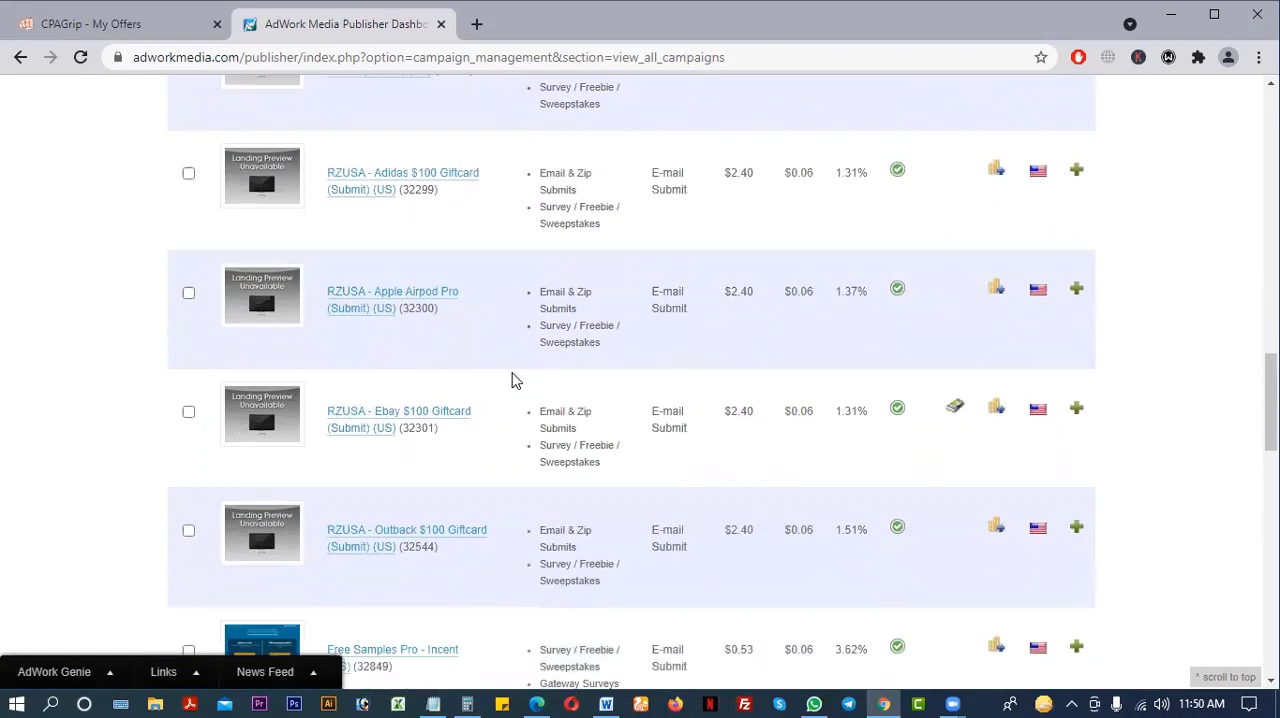 CPAGrip - My Offers
AdWork Media Publisher Dashbo
adworkmedia.com/publisher/index.php?option=campaign_management&section=view_all_campaigns
Survey / Freebie /
Sweepstakes
Landing Preview
Unavailable
RZUSA - Adidas $100 Giftcard
(Submit) (US) (32299)
Email & Zip
Submits
Survey / Freebie /
Sweepstakes
E-mail
Submit
$2.40
$0.06
1.31%
Landing Preview
Unavailable
RZUSA - Apple Airpod Pro
(Submit) (US) (32300)
Email & Zip
Submits
Survey / Freebie /
Sweepstakes
E-mail
Submit
$2.40
$0.06
1.37%
Landing Preview
Unavailable
RZUSA - Ebay $100 Giftcard
(Submit) (US) (32301)
Email & Zip
Submits
Survey / Freebie /
Sweepstakes
E-mail
Submit
$2.40
$0.06
1.31%
Landing Preview
Unavailable
RZUSA - Outback $100 Giftcard
(Submit) (US) (32544)
Email & Zip
Submits
Survey / Freebie /
Sweepstakes
E-mail
Submit
$2.40
$0.06
1.51%
Free Samples Pro - Incent
(32849)
Survey / Freebie /
Sweepstakes
Gateway Surveys
E-mail
Submit
$0.53
$0.06
3.62%
AdWork Genie
Links
News Feed
^ scroll to top
11:50 AM